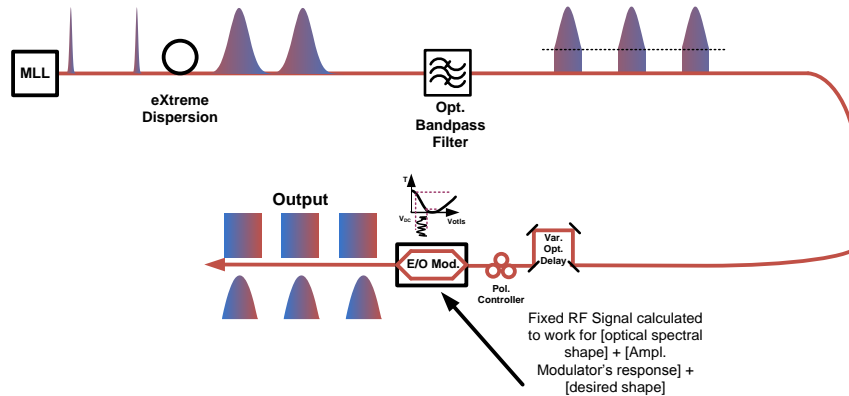 MLL
eXtreme
Dispersion
Opt.
Bandpass
Filter
Output
T
V_DC
Votls
E/O Mod.
Pol.
Controller
Var.
Opt.
Delay
Fixed RF Signal calculated
to work for [optical spectral
shape] + [Ampl.
Modulator's response] +
[desired shape]